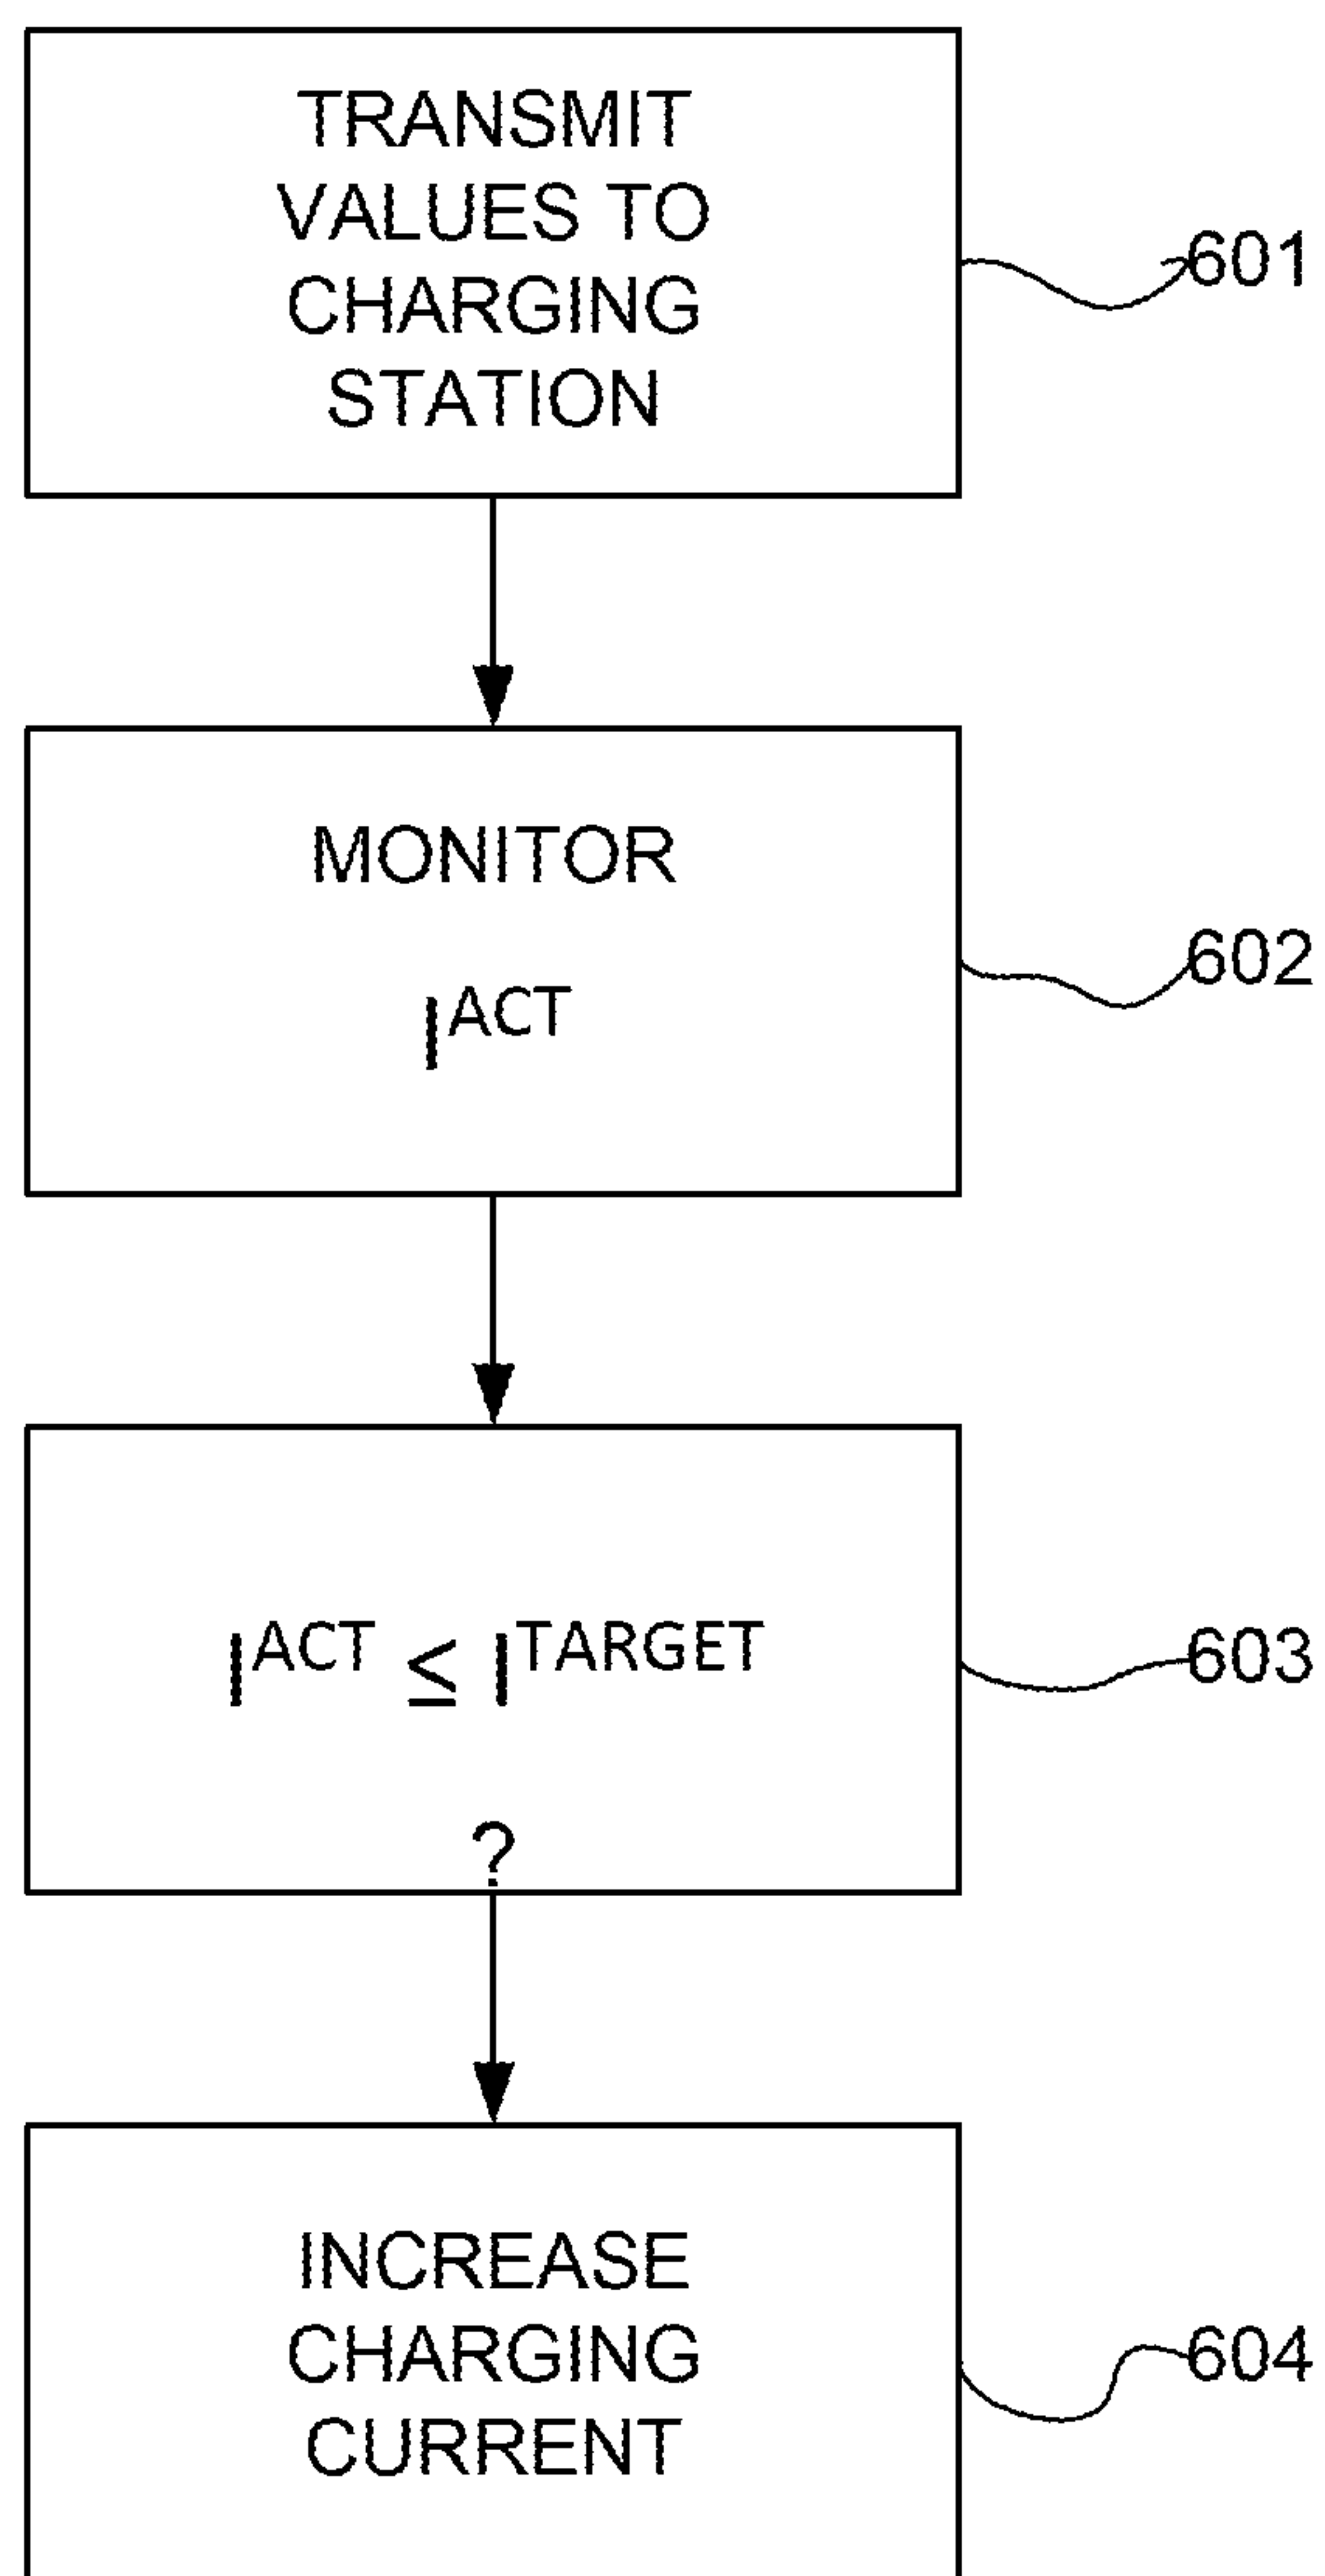 TRANSMIT
VALUES TO
CHARGING
STATION
601
MONITOR
I^ACT
602
I^ACT ≤ I^TARGET
?
603
INCREASE
CHARGING
CURRENT
604